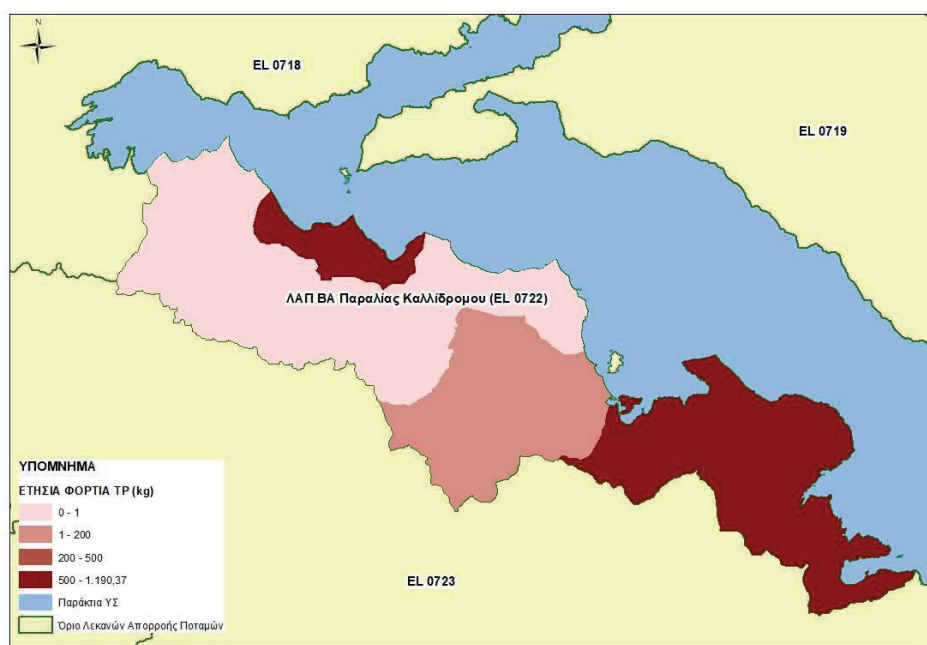 N
EL 0718
EL 0719
ΛΑΠ ΒΑ Παραλίας Καλλίδρομου (EL 0722)
EL 0723
ΥΠΟΜΝΗΜΑ
ΕΤΗΣΙΑ ΦΟΡΤΙΑ TP (kg)
0 - 1
1 - 200
200 - 500
500 - 1.190,37
Παράκτια ΥΣ
Όριο Λεκανών Απορροής Ποταμών